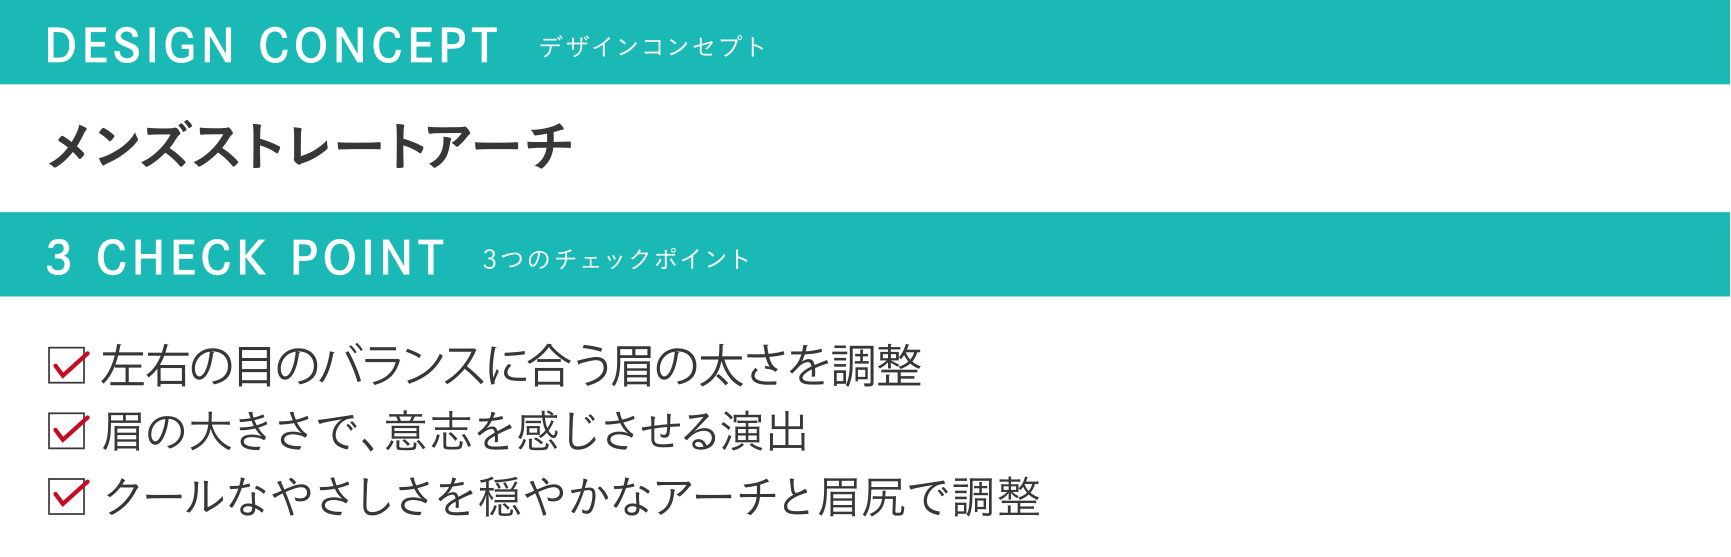 DESIGN CONCEPT デザインコンセプト
メンズストレートアーチ
3 CHECK POINT 3つのチェックポイント
左右の目のバランスに合う眉の太さを調整
眉の大きさで、意志を感じさせる演出
クールなやさしさを穏やかなアーチと眉尻で調整